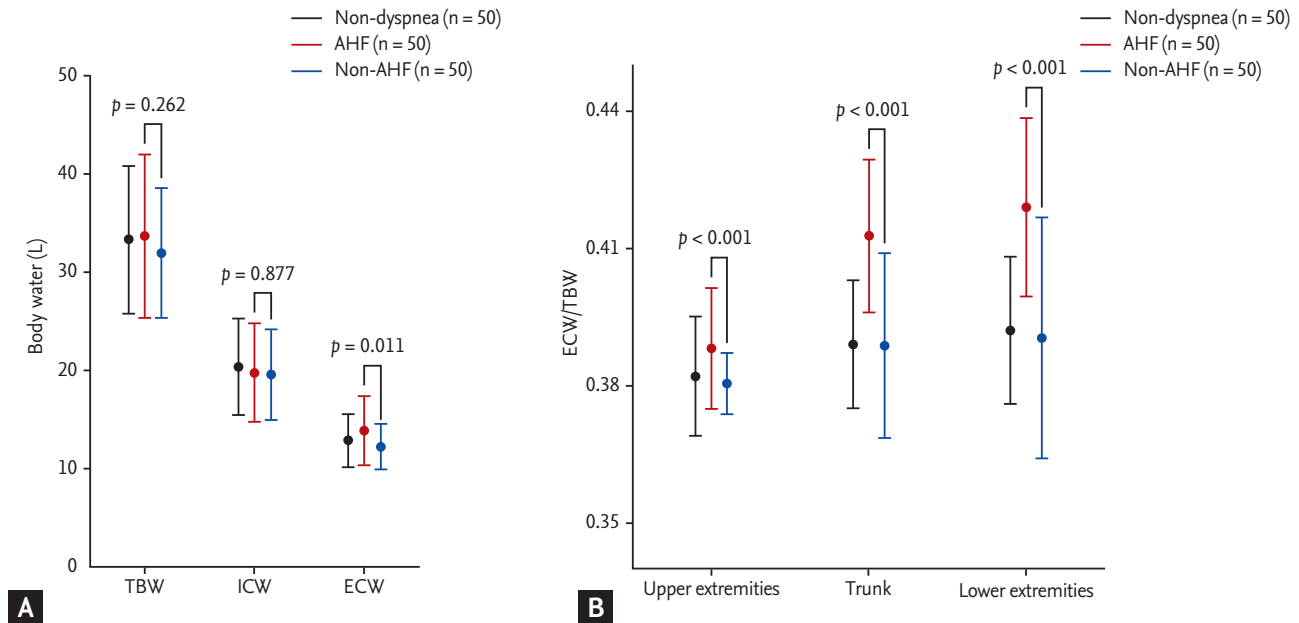 Non-dyspnea (n = 50)
AHF (n = 50)
Non-AHF (n = 50)
Body water (L)
50
40
30
20
10
0
p = 0.262
p = 0.877
p = 0.011
TBW
ICW
ECW
A
Non-dyspnea (n = 50)
AHF (n = 50)
Non-AHF (n = 50)
ECW/TBW
0.44
0.41
0.38
0.35
p < 0.001
p < 0.001
p < 0.001
Upper extremities
Trunk
Lower extremities
B